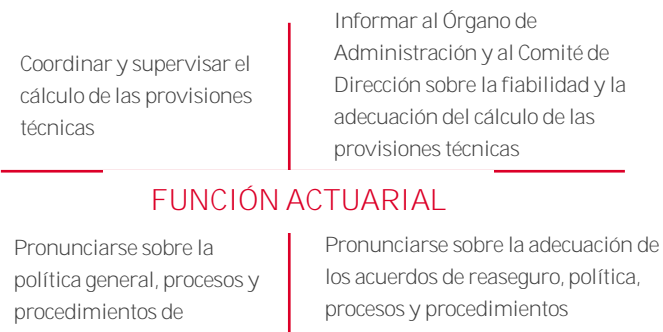 Coordinar y supervisar el
cálculo de las provisiones
técnicas
Informar al Órgano de
Administración y al Comité de
Dirección sobre la fiabilidad y la
adecuación del cálculo de las
provisiones técnicas
FUNCIÓN ACTUARIAL
Pronunciarse sobre la
política general, procesos y
procedimientos de
Pronunciarse sobre la adecuación de
los acuerdos de reaseguro, política,
procesos y procedimientos